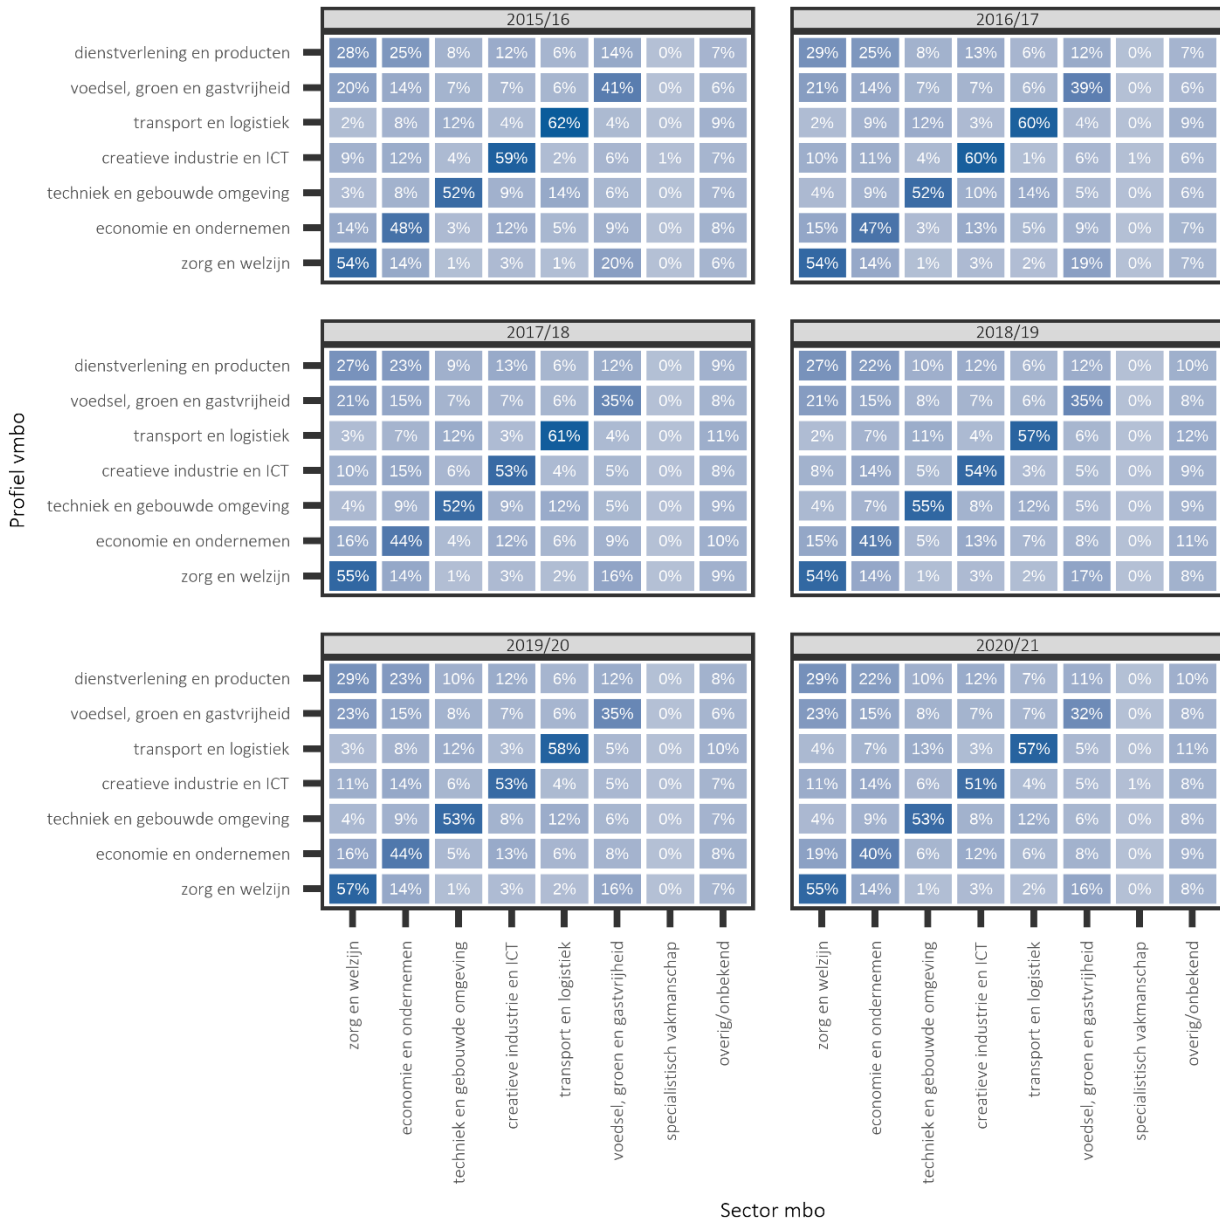 2015/16
2016/17
dienstverlening en producten 28% 25% 8% 12% 6% 14% 0% 7% 29% 25% 8% 13% 6% 12% 0% 7%
voedsel, groen en gastvrijheid 20% 14% 7% 7% 6% 41% 0% 6% 21% 14% 7% 7% 6% 39% 0% 6%
transport en logistiek 2% 8% 12% 4% 62% 4% 0% 9% 2% 9% 12% 3% 60% 4% 0% 9%
creatieve industrie en ICT 9% 12% 4% 59% 2% 6% 1% 7% 10% 11% 4% 60% 1% 6% 1% 6%
techniek en gebouwde omgeving 3% 8% 52% 9% 14% 6% 0% 7% 4% 9% 52% 10% 14% 5% 0% 6%
economie en ondernemen 14% 48% 3% 12% 5% 9% 0% 8% 15% 47% 3% 13% 5% 9% 0% 7%
zorg en welzijn 54% 14% 1% 3% 1% 20% 0% 6% 54% 14% 1% 3% 2% 19% 0% 7%
2017/18
2018/19
dienstverlening en producten 27% 23% 9% 13% 6% 12% 0% 9% 27% 22% 10% 12% 6% 12% 0% 10%
voedsel, groen en gastvrijheid 21% 15% 7% 7% 6% 35% 0% 8% 21% 15% 8% 7% 6% 35% 0% 8%
transport en logistiek 3% 7% 12% 3% 61% 4% 0% 11% 2% 7% 11% 4% 57% 6% 0% 12%
creatieve industrie en ICT 10% 15% 6% 53% 4% 5% 0% 8% 8% 14% 5% 54% 3% 5% 0% 9%
techniek en gebouwde omgeving 4% 9% 52% 9% 12% 5% 0% 9% 4% 7% 55% 8% 12% 5% 0% 9%
economie en ondernemen 16% 44% 4% 12% 6% 9% 0% 10% 15% 41% 5% 13% 7% 8% 0% 11%
zorg en welzijn 55% 14% 1% 3% 2% 16% 0% 9% 54% 14% 1% 3% 2% 17% 0% 8%
Profiel vmbo
2019/20
2020/21
dienstverlening en producten 29% 23% 10% 12% 6% 12% 0% 8% 29% 22% 10% 12% 7% 11% 0% 10%
voedsel, groen en gastvrijheid 23% 15% 8% 7% 6% 35% 0% 6% 23% 15% 8% 7% 7% 32% 0% 8%
transport en logistiek 3% 8% 12% 3% 58% 5% 0% 10% 4% 7% 13% 3% 57% 5% 0% 11%
creatieve industrie en ICT 11% 14% 6% 53% 4% 5% 0% 7% 11% 14% 6% 51% 4% 5% 1% 8%
techniek en gebouwde omgeving 4% 9% 53% 8% 12% 6% 0% 7% 4% 9% 53% 8% 12% 6% 0% 8%
economie en ondernemen 16% 44% 5% 13% 6% 8% 0% 8% 19% 40% 6% 12% 6% 8% 0% 9%
zorg en welzijn 57% 14% 1% 3% 2% 16% 0% 7% 55% 14% 1% 3% 2% 16% 0% 8%
zorg en welzijn
economie en ondernemen
techniek en gebouwde omgeving
creatieve industrie en ICT
transport en logistiek
voedsel, groen en gastvrijheid
specialistisch vakmanschap
overig/onbekend
zorg en welzijn
economie en ondernemen
techniek en gebouwde omgeving
creatieve industrie en ICT
transport en logistiek
voedsel, groen en gastvrijheid
specialistisch vakmanschap
overig/onbekend
Sector mbo